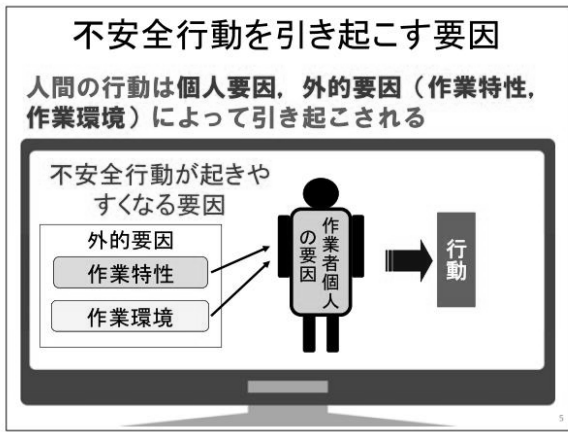 不安全行動を引き起こす要因
人間の行動は個人要因，外的要因（作業特性，
作業環境）によって引き起こされる
不安全行動が起きや
すくなる要因
外的要因
作業特性
作業環境
作業者個人
の要因
行動
5